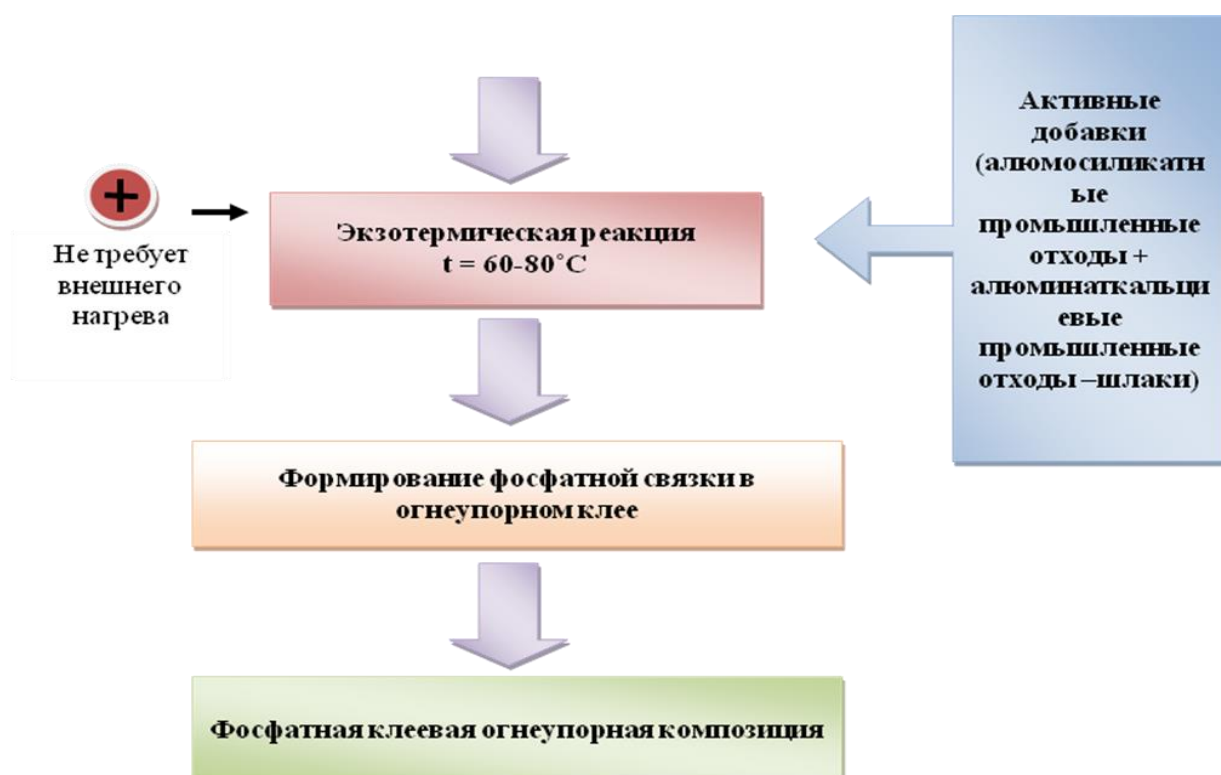 Не требует
внешнего
нагрева
Экзотермическая реакция
t = 60-80˚C
Активные
добавки
(алюмосиликатн
ые
промышленные
отходы +
алюминаткальци
евые
промышленные
отходы –шлаки)
Формирование фосфатной связки в
огнеупорном клее
Фосфатная клеевая огнеупорная композиция